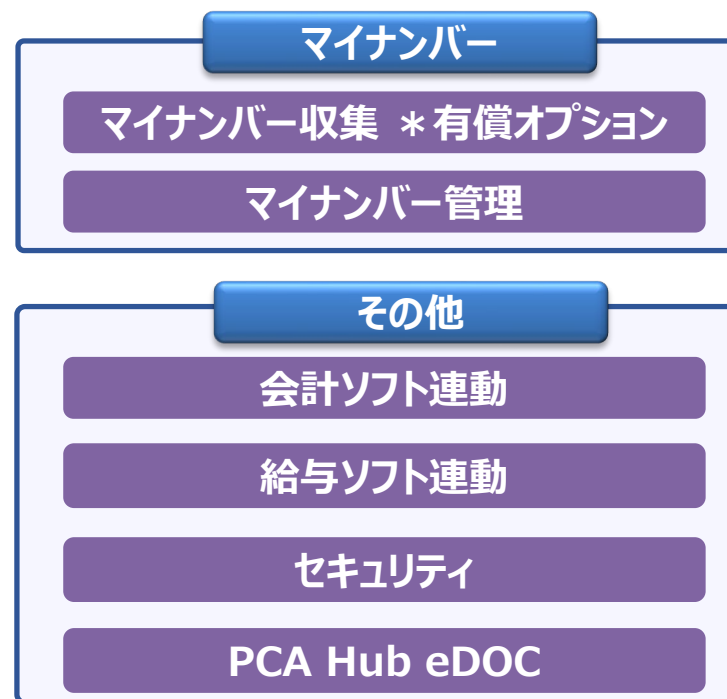 マイナンバー
マイナンバー収集 ＊有償オプション
マイナンバー管理
その他
会計ソフト連動
給与ソフト連動
セキュリティ
PCA Hub eDOC